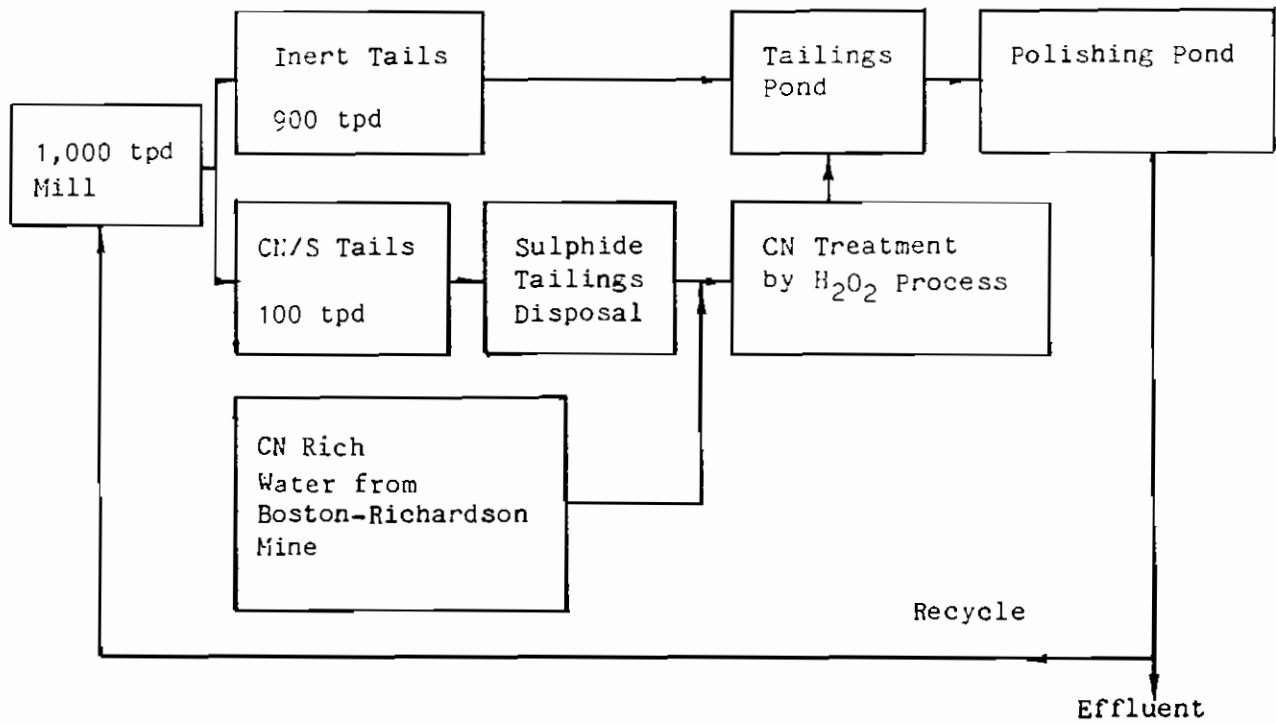 Inert Tails
900 tpd
Tailings
Pond
Polishing Pond
1,000 tpd
Mill
CN/S Tails
100 tpd
Sulphide
Tailings
Disposal
CN Treatment
by H₂O₂ Process
CN Rich
Water from
Boston-Richardson
Mine
Recycle
Effluent